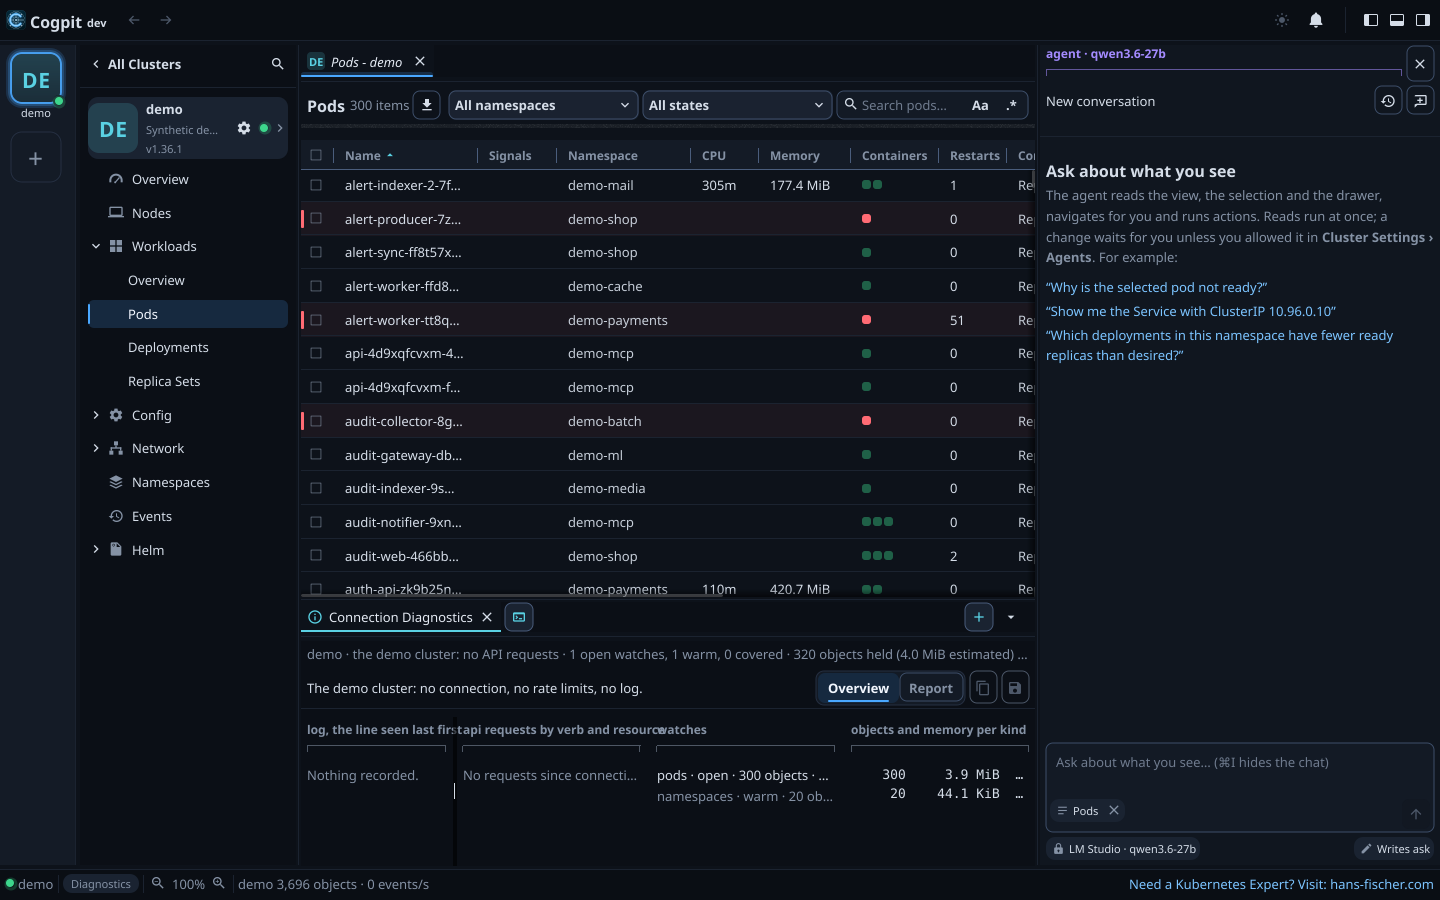 Cogpit dev
DE
demo
All Clusters
DE
demo
Synthetic de...
v1.36.1
Overview
Nodes
Workloads
Overview
Pods
Deployments
Replica Sets
Config
Network
Namespaces
Events
Helm
DE Pods - demo
Pods 300 items All namespaces All states Search pods... Aa .*
Name Signals Namespace CPU Memory Containers Restarts
alert-indexer-2-7f... demo-mail 305m 177.4 MiB 1
alert-producer-7z... demo-shop 0
alert-sync-ff8t57x... demo-shop 0
alert-worker-ffd8... demo-cache 0
alert-worker-tt8q... demo-payments 51
api-4d9xqfcvxm-4... demo-mcp 0
api-4d9xqfcvxm-f... demo-mcp 0
audit-collector-8g... demo-batch 0
audit-gateway-db... demo-ml 0
audit-indexer-9s... demo-media 0
audit-notifier-9xn... demo-mcp 0
audit-web-466bb... demo-shop 2
auth-api-zk9b25n... demo-payments 110m 420.7 MiB 0
Connection Diagnostics
demo · the demo cluster: no API requests · 1 open watches, 1 warm, 0 covered · 320 objects held (4.0 MiB estimated) ...
The demo cluster: no connection, no rate limits, no log.
Overview Report
log, the line seen last first api requests by verb and resource watches objects and memory per kind
Nothing recorded. No requests since connecti... pods · open · 300 objects · ... 300 3.9 MiB ...
namespaces · warm · 20 ob... 20 44.1 KiB ...
agent · qwen3.6-27b
New conversation
Ask about what you see
The agent reads the view, the selection and the drawer,
navigates for you and runs actions. Reads run at once; a
change waits for you unless you allowed it in Cluster Settings ›
Agents. For example:
“Why is the selected pod not ready?”
“Show me the Service with ClusterIP 10.96.0.10”
“Which deployments in this namespace have fewer ready
replicas than desired?”
Ask about what you see... (⌘I hides the chat)
Pods
LM Studio · qwen3.6-27b
Writes ask
demo Diagnostics 100% demo 3,696 objects · 0 events/s
Need a Kubernetes Expert? Visit: hans-fischer.com